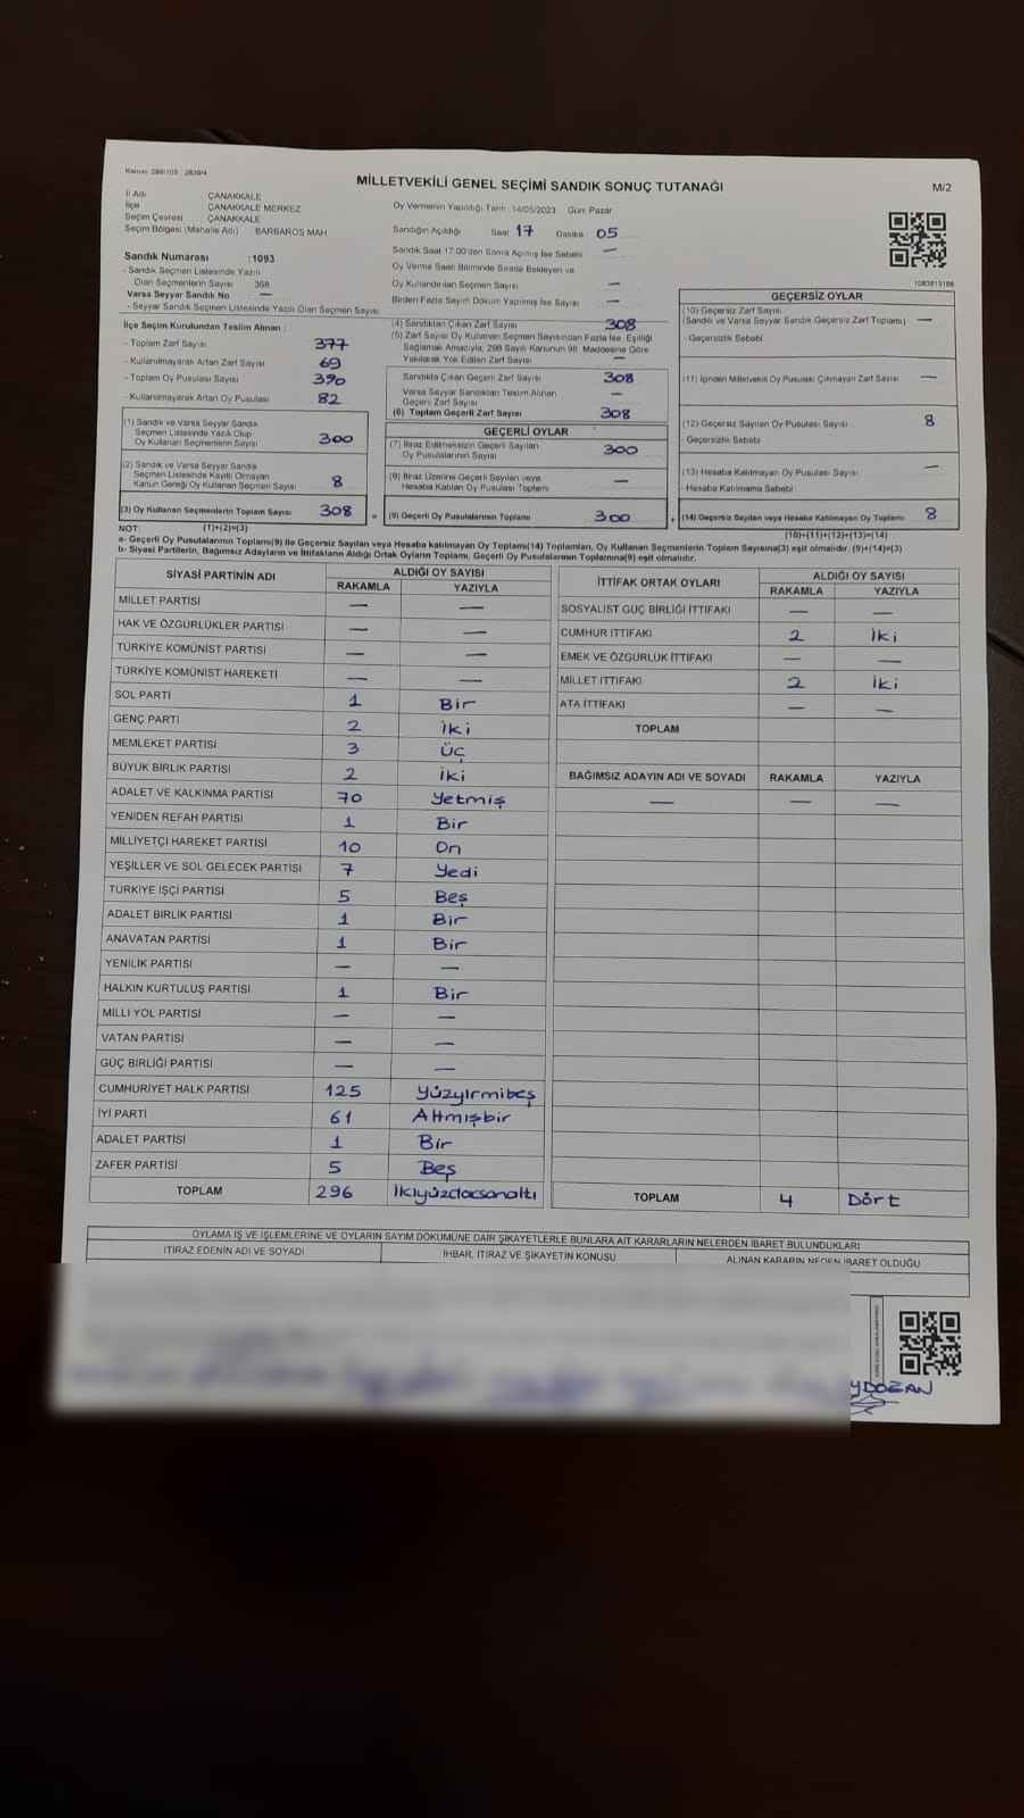 MİLLETVEKİLİ GENEL SEÇİMİ SANDIK SONUÇ TUTANAĞI
M/2
İl Adı : ÇANAKKALE
İlçe : ÇANAKKALE MERKEZ
Seçim Çevresi : ÇANAKKALE
Seçim Bölgesi (Mahalle Adı) BARBAROS MAH
Oy Vermenin Yapıldığı Tarih: 14/05/2023 Gün: Pazar
Sandığın Açıldığı Saat 17 Dakika 05
Sandık Saat 17.00'den Sonra Açılmış İse Sebebi —
Oy Verme Saati Bitiminde Sırada Bekleyen ve
Oy Kullandırılan Seçmen Sayısı —
Birden Fazla Sayım Döküm Yapılmış İse Sayısı —
Sandık Numarası : 1093
- Sandık Seçmen Listesinde Yazılı
Olan Seçmenlerin Sayısı 368
Varsa Seyyar Sandık No —
- Seyyar Sandık Seçmen Listesinde Yazılı Olan Seçmen Sayısı
İlçe Seçim Kurulundan Teslim Alınan :
- Toplam Zarf Sayısı 377
- Kullanılmayarak Artan Zarf Sayısı 69
- Toplam Oy Pusulası Sayısı 390
- Kullanılmayarak Artan Oy Pusulası 82
(1) Sandık ve Varsa Seyyar Sandık
Seçmen Listesinde Yazılı Olup
Oy Kullanan Seçmenlerin Sayısı 300
(2) Sandık ve Varsa Seyyar Sandık
Seçmen Listesinde Kayıtlı Olmayan
Kanun Gereği Oy Kullanan Seçmen Sayısı 8
(3) Oy Kullanan Seçmenlerin Toplam Sayısı 308 =
(1)+(2)=(3)
(4) Sandıktan Çıkan Zarf Sayısı 308
(5) Zarf Sayısı Oy Kullanan Seçmen Sayısından Fazla İse, Eşitliği
Sağlamak Amacıyla, 298 Sayılı Kanunun 98. Maddesine Göre
Yakılarak Yok Edilen Zarf Sayısı —
Sandıkta Çıkan Geçerli Zarf Sayısı 308
Varsa Seyyar Sandıktan Teslim Alınan
Geçerli Zarf Sayısı —
(6) Toplam Geçerli Zarf Sayısı 308
GEÇERLİ OYLAR
(7) İtiraz Edilmeksizin Geçerli Sayılan
Oy Pusulalarının Sayısı 300
(8) İtiraz Üzerine Geçerli Sayılan veya
Hesaba Katılan Oy Pusulası Toplamı —
(9) Geçerli Oy Pusulalarının Toplamı 300 +
GEÇERSİZ OYLAR
(10) Geçersiz Zarf Sayısı
(Sandık ve Varsa Seyyar Sandık Geçersiz Zarf Toplamı) —
- Geçersizlik Sebebi
(11) İçinden Milletvekili Oy Pusulası Çıkmayan Zarf Sayısı —
(12) Geçersiz Sayılan Oy Pusulası Sayısı 8
Geçersizlik Sebebi
(13) Hesaba Katılmayan Oy Pusulası Sayısı —
- Hesaba Katılmama Sebebi
(14) Geçersiz Sayılan veya Hesaba Katılmayan Oy Toplamı 8
(10)+(11)+(12)+(13)=(14)
NOT:
a- Geçerli Oy Pusulalarının Toplamı(9) ile Geçersiz Sayılan veya Hesaba katılmayan Oy Toplamı(14) Toplamları, Oy Kullanan Seçmenlerin Toplam Sayısına(3) eşit olmalıdır. (9)+(14)=(3)
b- Siyasi Partilerin, Bağımsız Adayların ve İttifakların Aldığı Ortak Oyların Toplamı, Geçerli Oy Pusulalarının Toplamına(9) eşit olmalıdır.
SİYASİ PARTİNİN ADI ALDIĞI OY SAYISI
RAKAMLA YAZIYLA
MİLLET PARTİSİ — —
HAK VE ÖZGÜRLÜKLER PARTİSİ — —
TÜRKİYE KOMÜNİST PARTİSİ — —
TÜRKİYE KOMÜNİST HAREKETİ — —
SOL PARTİ 1 Bir
GENÇ PARTİ 2 İki
MEMLEKET PARTİSİ 3 Üç
BÜYÜK BİRLİK PARTİSİ 2 İki
ADALET VE KALKINMA PARTİSİ 70 Yetmiş
YENİDEN REFAH PARTİSİ 1 Bir
MİLLİYETÇİ HAREKET PARTİSİ 10 On
YEŞİLLER VE SOL GELECEK PARTİSİ 7 Yedi
TÜRKİYE İŞÇİ PARTİSİ 5 Beş
ADALET BİRLİK PARTİSİ 1 Bir
ANAVATAN PARTİSİ 1 Bir
YENİLİK PARTİSİ — —
HALKIN KURTULUŞ PARTİSİ 1 Bir
MİLLİ YOL PARTİSİ — —
VATAN PARTİSİ — —
GÜÇ BİRLİĞİ PARTİSİ — —
CUMHURİYET HALK PARTİSİ 125 Yüzyirmibeş
İYİ PARTİ 61 Altmışbir
ADALET PARTİSİ 1 Bir
ZAFER PARTİSİ 5 Beş
TOPLAM 296 İkiyüzdoksanaltı
İTTİFAK ORTAK OYLARI ALDIĞI OY SAYISI
RAKAMLA YAZIYLA
SOSYALİST GÜÇ BİRLİĞİ İTTİFAKI — —
CUMHUR İTTİFAKI 2 İki
EMEK VE ÖZGÜRLÜK İTTİFAKI — —
MİLLET İTTİFAKI 2 İki
ATA İTTİFAKI — —
TOPLAM
BAĞIMSIZ ADAYIN ADI VE SOYADI RAKAMLA YAZIYLA
— — —
TOPLAM 4 Dört
OYLAMA İŞ VE İŞLEMLERİNE VE OYLARIN SAYIM DÖKÜMÜNE DAİR ŞİKAYETLERLE BUNLARA AİT KARARLARIN NELERDEN İBARET BULUNDUKLARI
İTİRAZ EDENİN ADI VE SOYADI İHBAR, İTİRAZ VE ŞİKAYETİN KONUSU ALINAN KARARIN NEDEN İBARET OLDUĞU
YDOĞAN